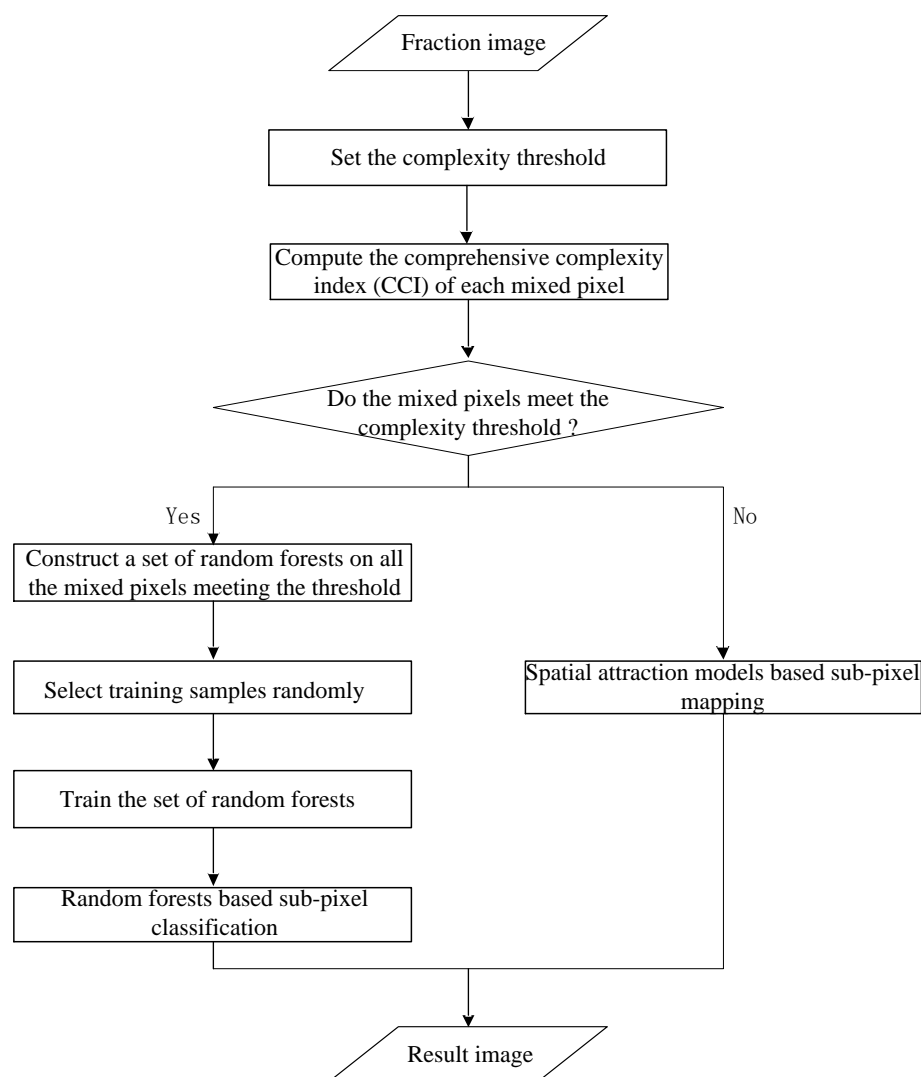 Fraction image
Set the complexity threshold
Compute the comprehensive complexity
index (CCI) of each mixed pixel
Do the mixed pixels meet the
complexity threshold ?
Yes
No
Construct a set of random forests on all
the mixed pixels meeting the threshold
Select training samples randomly
Spatial attraction models based sub-pixel
mapping
Train the set of random forests
Random forests based sub-pixel
classification
Result image